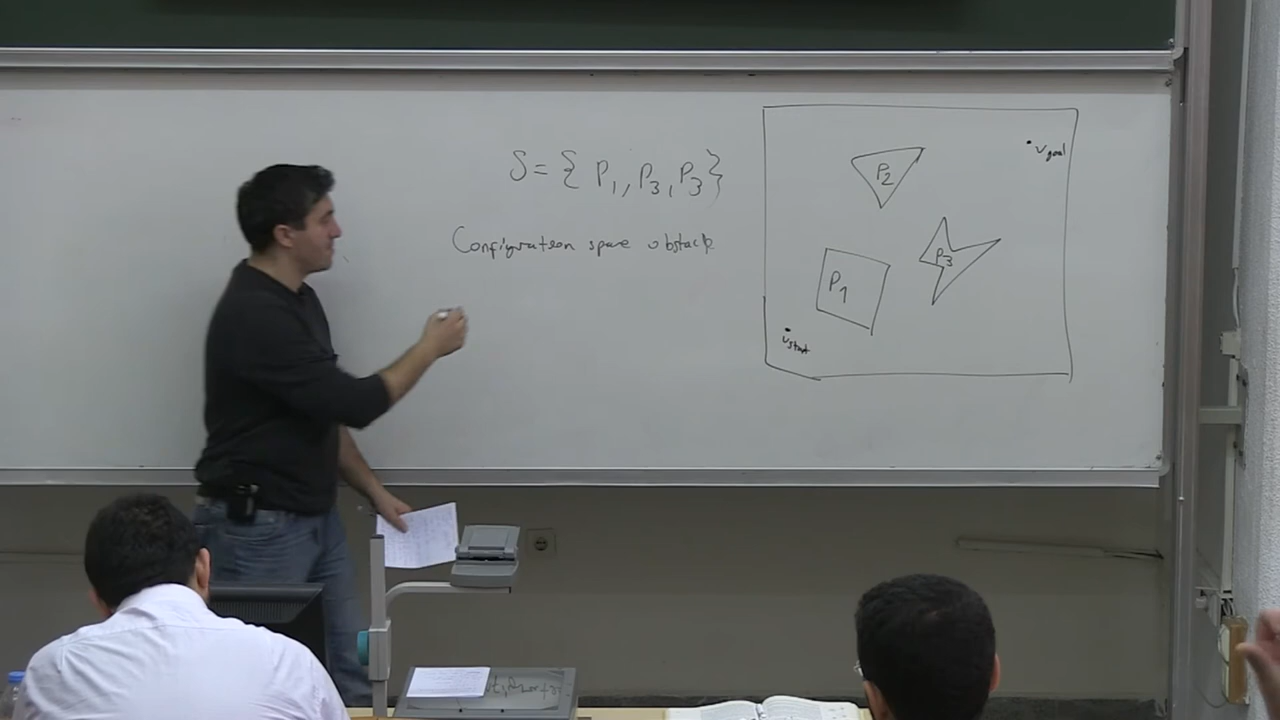 S = { P1, P3, P3 }
Configuration space obstacle
P2
vgoal
P3
P1
vstart